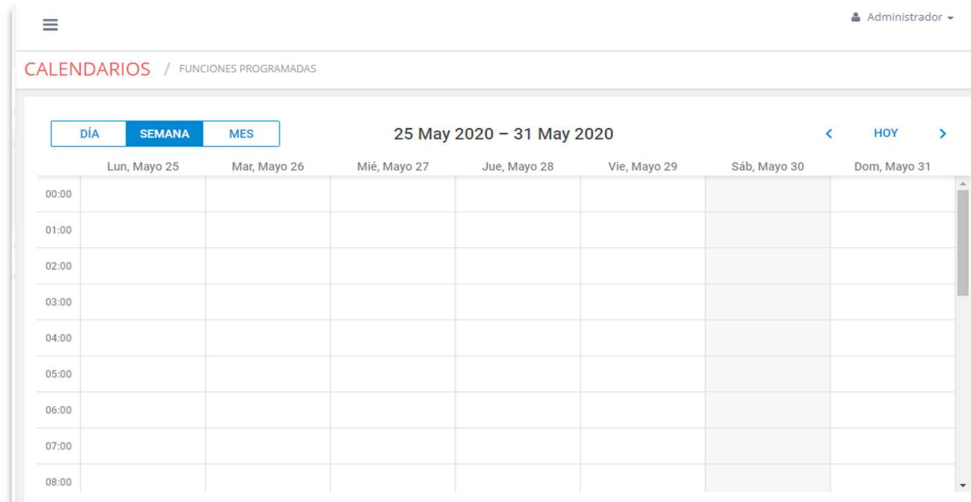 Administrador
CALENDARIOS / FUNCIONES PROGRAMADAS
DÍA SEMANA MES 25 May 2020 – 31 May 2020 HOY
Lun, Mayo 25 Mar, Mayo 26 Mié, Mayo 27 Jue, Mayo 28 Vie, Mayo 29 Sáb, Mayo 30 Dom, Mayo 31
00:00
01:00
02:00
03:00
04:00
05:00
06:00
07:00
08:00